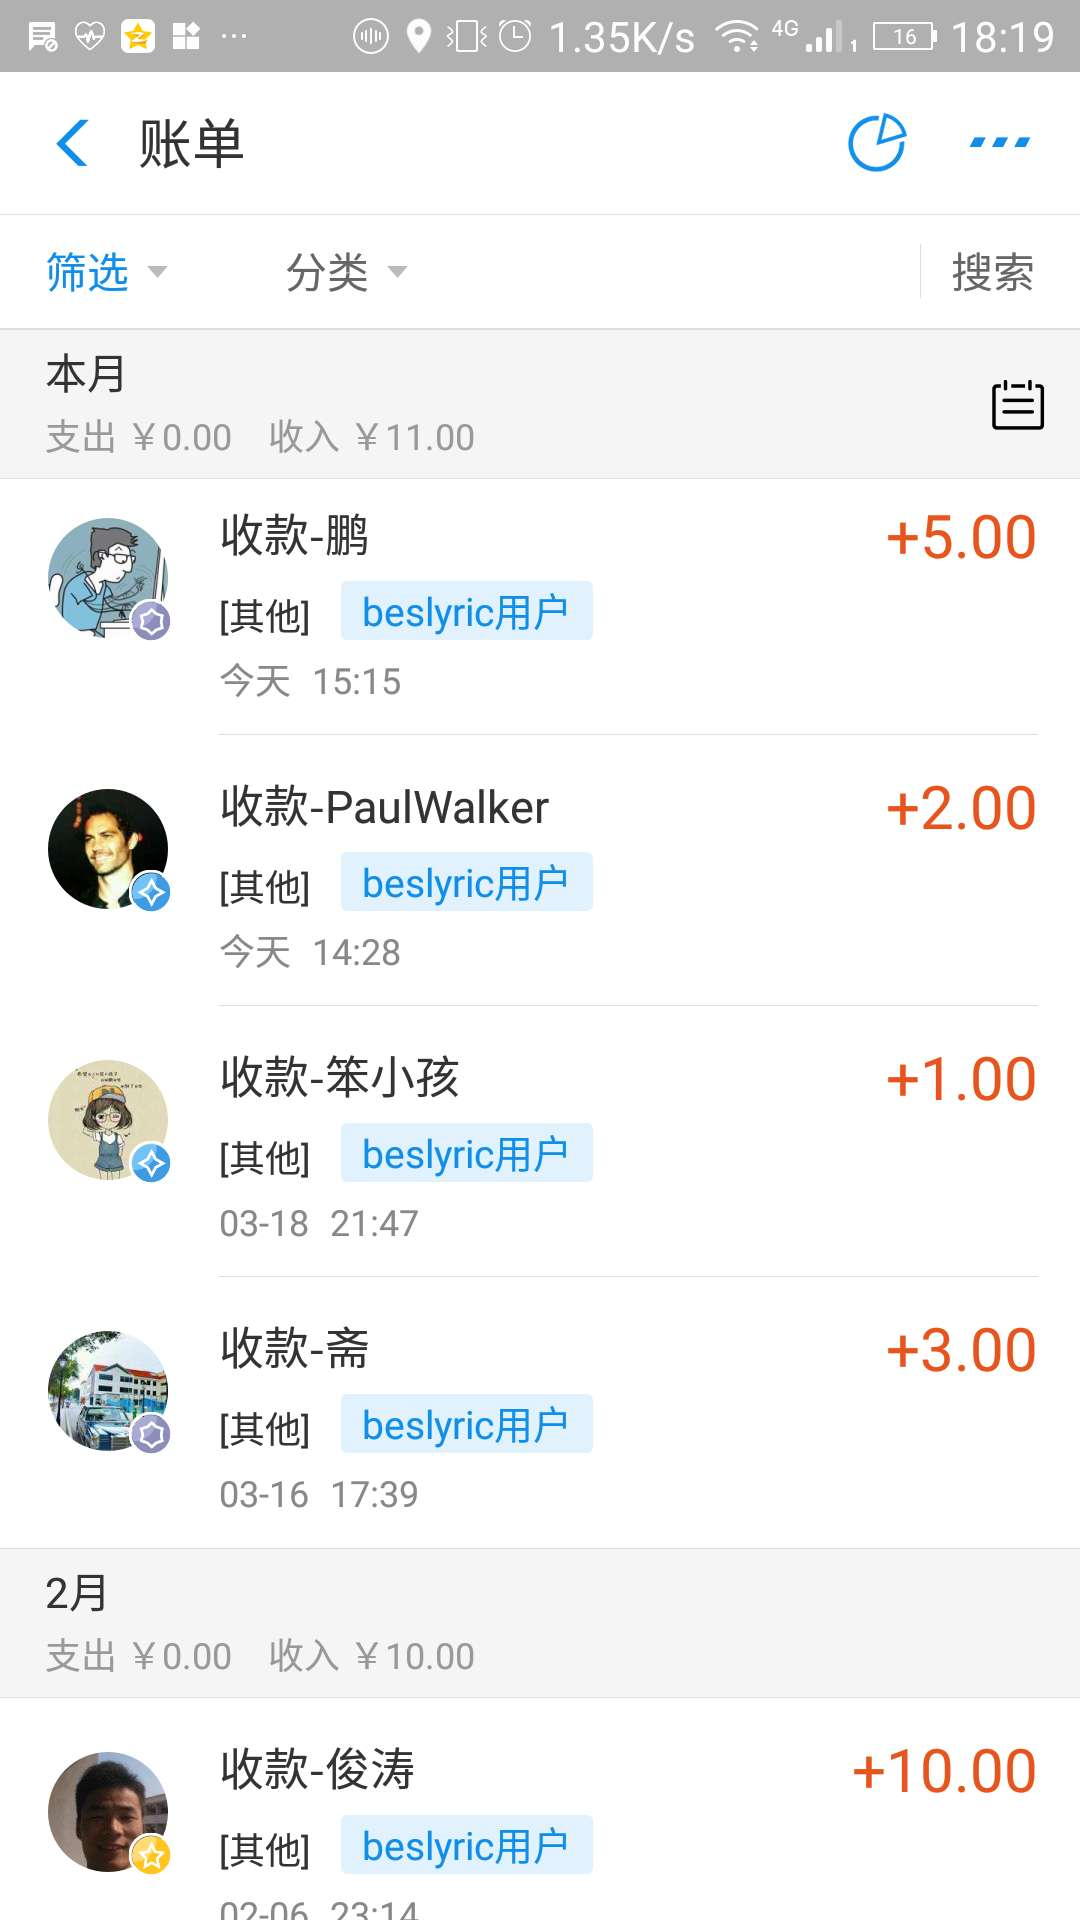 1.35K/s 4G 1 16 18:19
账单
筛选 分类 搜索
本月
支出 ￥0.00 收入 ￥11.00
收款-鹏 +5.00
[其他] beslyric用户
今天 15:15
收款-PaulWalker +2.00
[其他] beslyric用户
今天 14:28
收款-笨小孩 +1.00
[其他] beslyric用户
03-18 21:47
收款-斋 +3.00
[其他] beslyric用户
03-16 17:39
2月
支出 ￥0.00 收入 ￥10.00
收款-俊涛 +10.00
[其他] beslyric用户
02-06 23:14